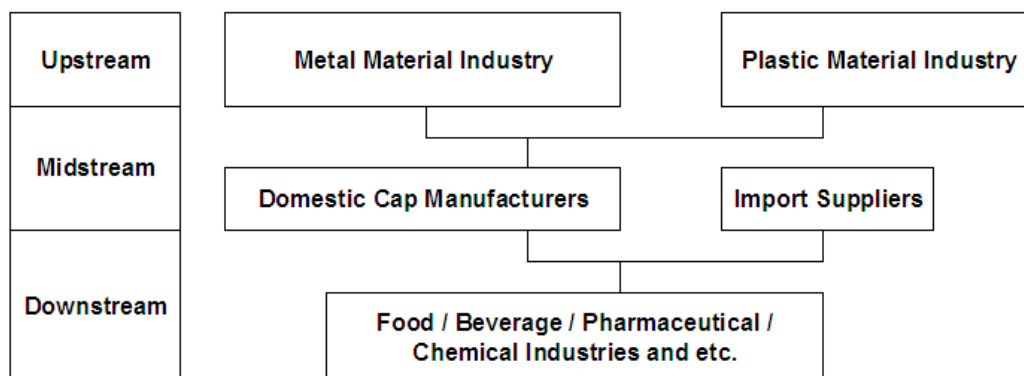 Upstream
Metal Material Industry
Plastic Material Industry
Midstream
Domestic Cap Manufacturers
Import Suppliers
Downstream
Food / Beverage / Pharmaceutical /
Chemical Industries and etc.